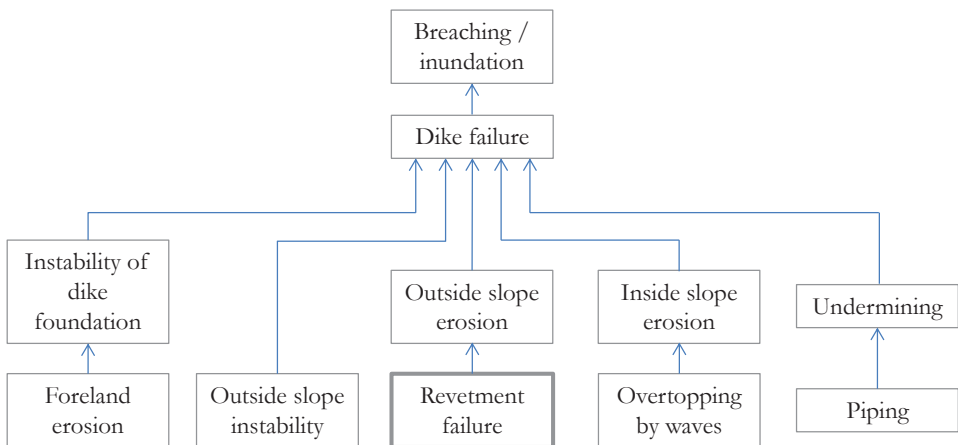 Breaching /
inundation
Dike failure
Instability of
dike
foundation
Outside slope
erosion
Inside slope
erosion
Undermining
Foreland
erosion
Outside slope
instability
Revetment
failure
Overtopping
by waves
Piping